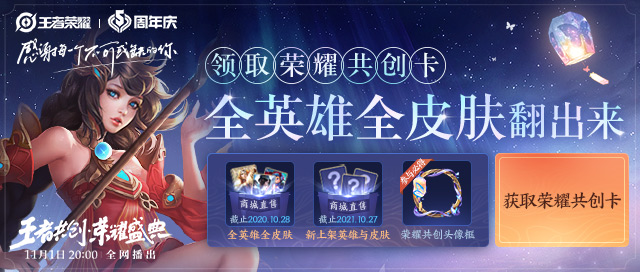 王者荣耀 | 5周年庆
感谢每一个不可或缺的你
领取荣耀共创卡
全英雄全皮肤翻出来
商城直售
截止2020.10.28
全英雄全皮肤
??
商城直售
截止2021.10.27
新上架英雄与皮肤
参与必得
荣耀共创头像框
获取荣耀共创卡
王者共创·荣耀盛典
11月1日 20:00 全网播出